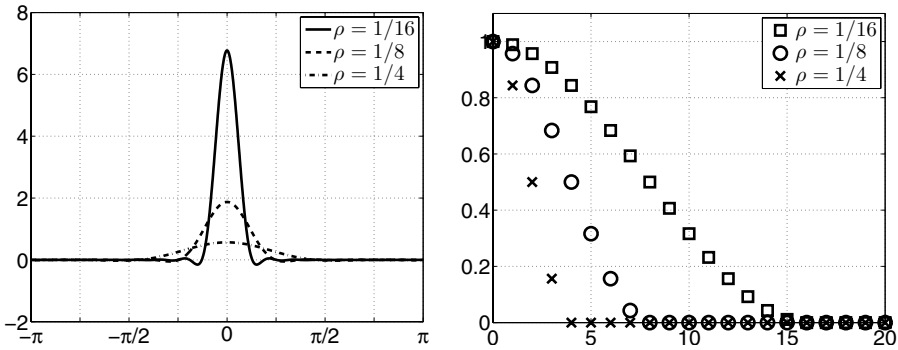 8
6
4
2
0
−2
−π
−π/2
0
π/2
π
ρ = 1/16
ρ = 1/8
ρ = 1/4
1
0.8
0.6
0.4
0.2
0
0
5
10
15
20
ρ = 1/16
ρ = 1/8
ρ = 1/4